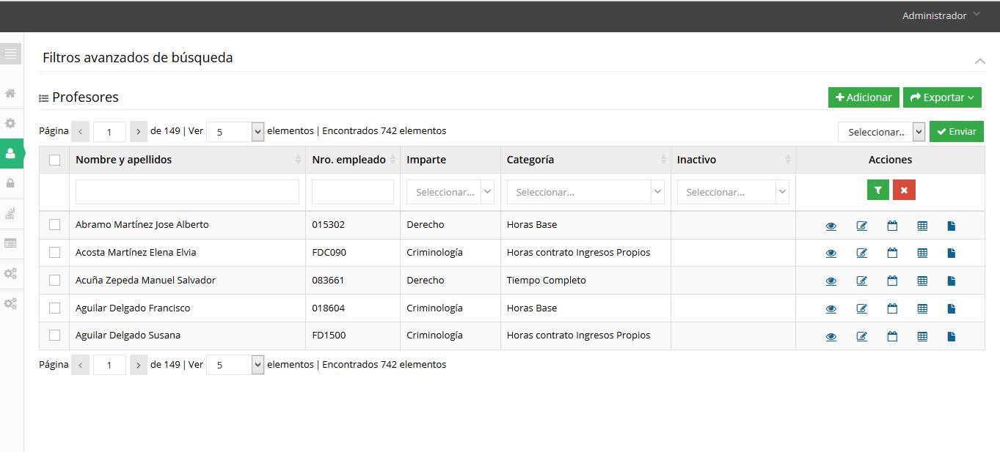 Administrador
Filtros avanzados de búsqueda
Profesores
Adicionar Exportar
Página 1 de 149 | Ver 5 elementos | Encontrados 742 elementos Seleccionar... Enviar
Nombre y apellidos Nro. empleado Imparte Categoría Inactivo Acciones
Seleccionar... Seleccionar... Seleccionar...
Abramo Martínez Jose Alberto 015302 Derecho Horas Base
Acosta Martínez Elena Elvia FDC090 Criminología Horas contrato Ingresos Propios
Acuña Zepeda Manuel Salvador 083661 Derecho Tiempo Completo
Aguilar Delgado Francisco 018604 Criminología Horas Base
Aguilar Delgado Susana FD1500 Criminología Horas contrato Ingresos Propios
Página 1 de 149 | Ver 5 elementos | Encontrados 742 elementos